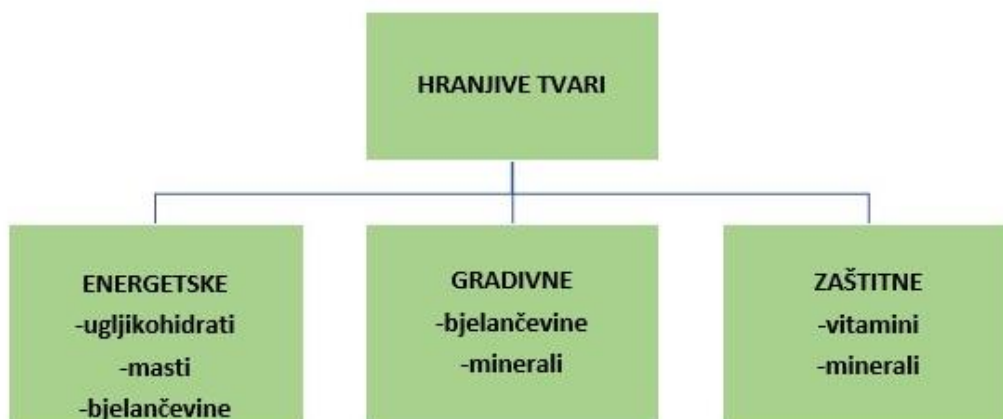 HRANJIVE TVARI
ENERGETSKE
-ugljikohidrati
-masti
-bjelančevine
GRADIVNE
-bjelančevine
-minerali
ZAŠTITNE
-vitamini
-minerali